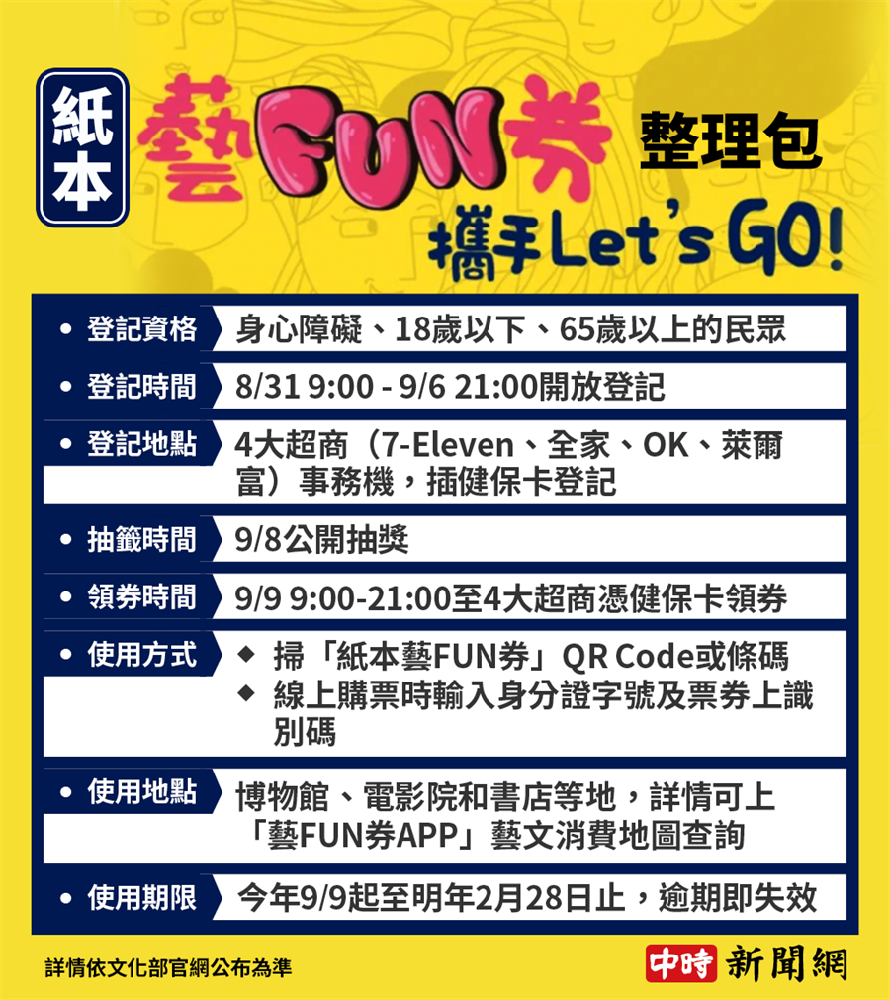 紙本
藝FUN券 整理包
攜手Let's GO!
• 登記資格 身心障礙、18歲以下、65歲以上的民眾
• 登記時間 8/31 9:00 - 9/6 21:00開放登記
• 登記地點 4大超商（7-Eleven、全家、OK、萊爾
富）事務機，插健保卡登記
• 抽籤時間 9/8公開抽獎
• 領券時間 9/9 9:00-21:00至4大超商憑健保卡領券
• 使用方式 ◆ 掃「紙本藝FUN券」QR Code或條碼
◆ 線上購票時輸入身分證字號及票券上識
別碼
• 使用地點 博物館、電影院和書店等地，詳情可上
「藝FUN券APP」藝文消費地圖查詢
• 使用期限 今年9/9起至明年2月28日止，逾期即失效
詳情依文化部官網公布為準
中時 新聞網